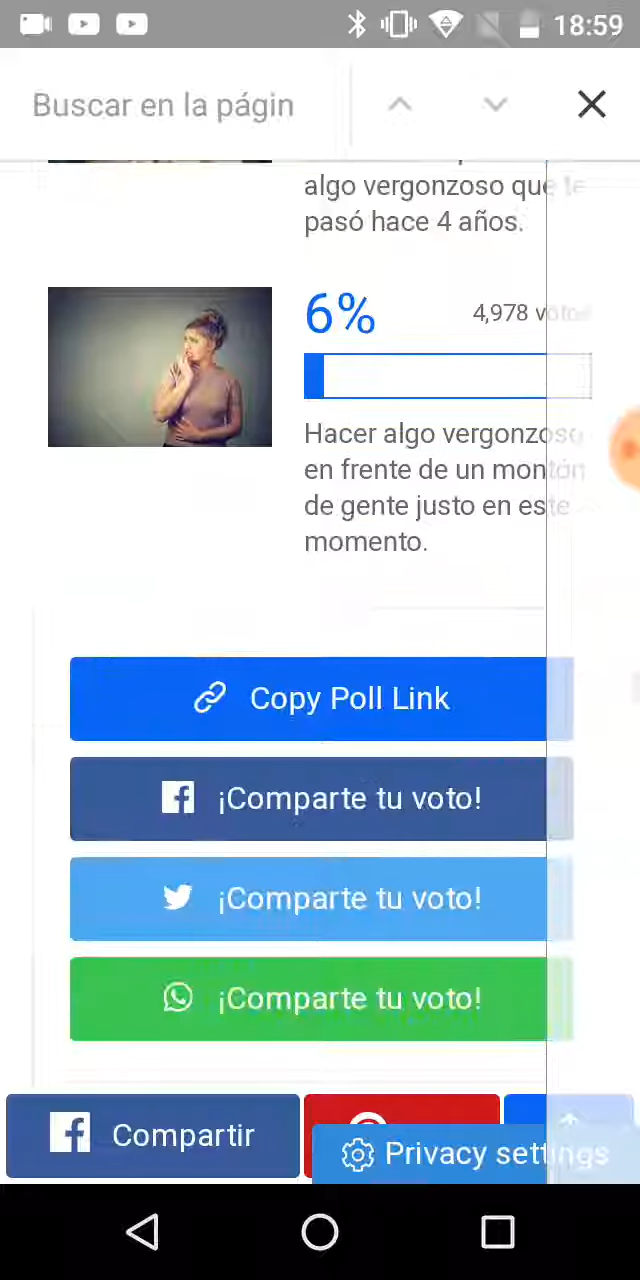 18:59
Buscar en la págin
algo vergonzoso que te
pasó hace 4 años.
6%
4,978 votos
Hacer algo vergonzoso
en frente de un montón
de gente justo en este
momento.
Copy Poll Link
¡Comparte tu voto!
¡Comparte tu voto!
¡Comparte tu voto!
Compartir
Privacy settings